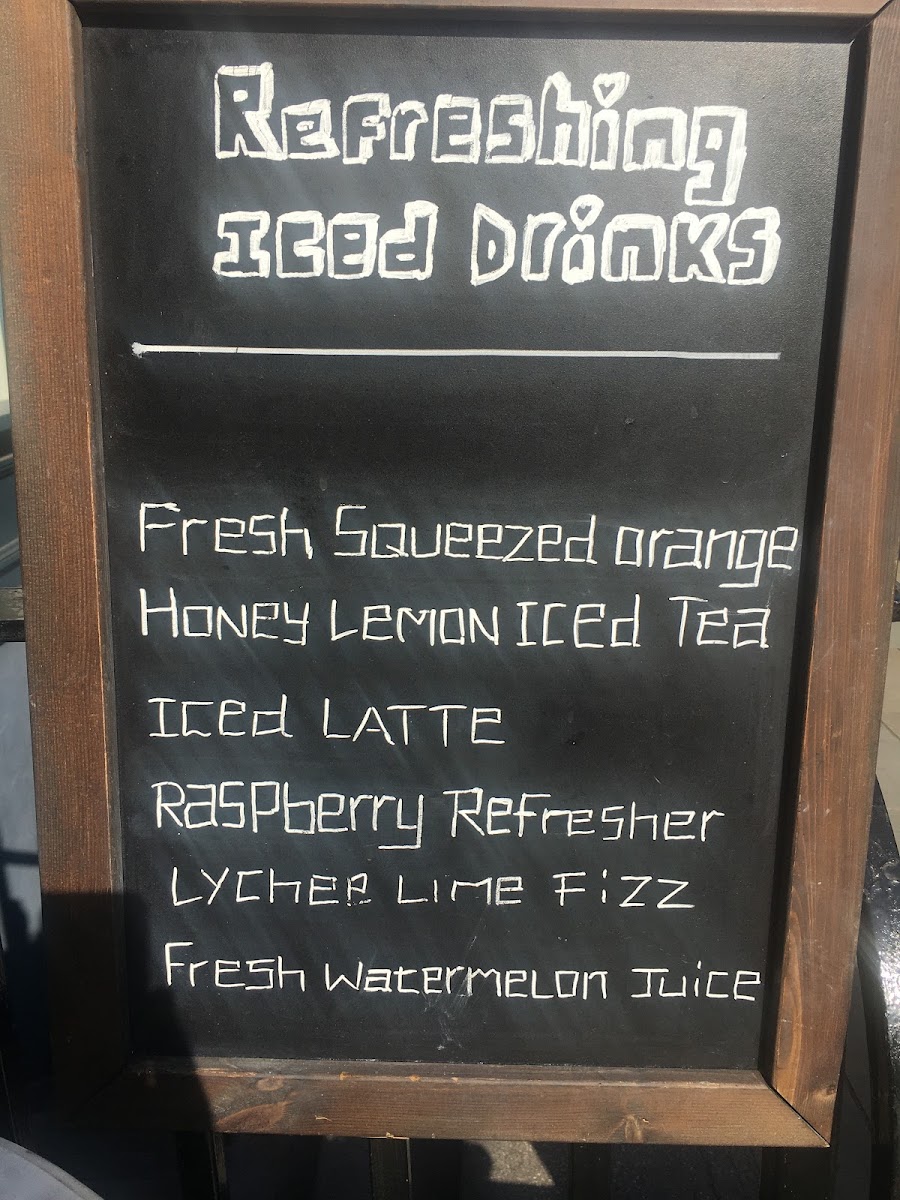 Refreshing
Iced Drinks
Fresh Squeezed orange
Honey Lemon Iced Tea
Iced LATTE
Raspberry Refresher
Lychee Lime Fizz
Fresh Watermelon Juice